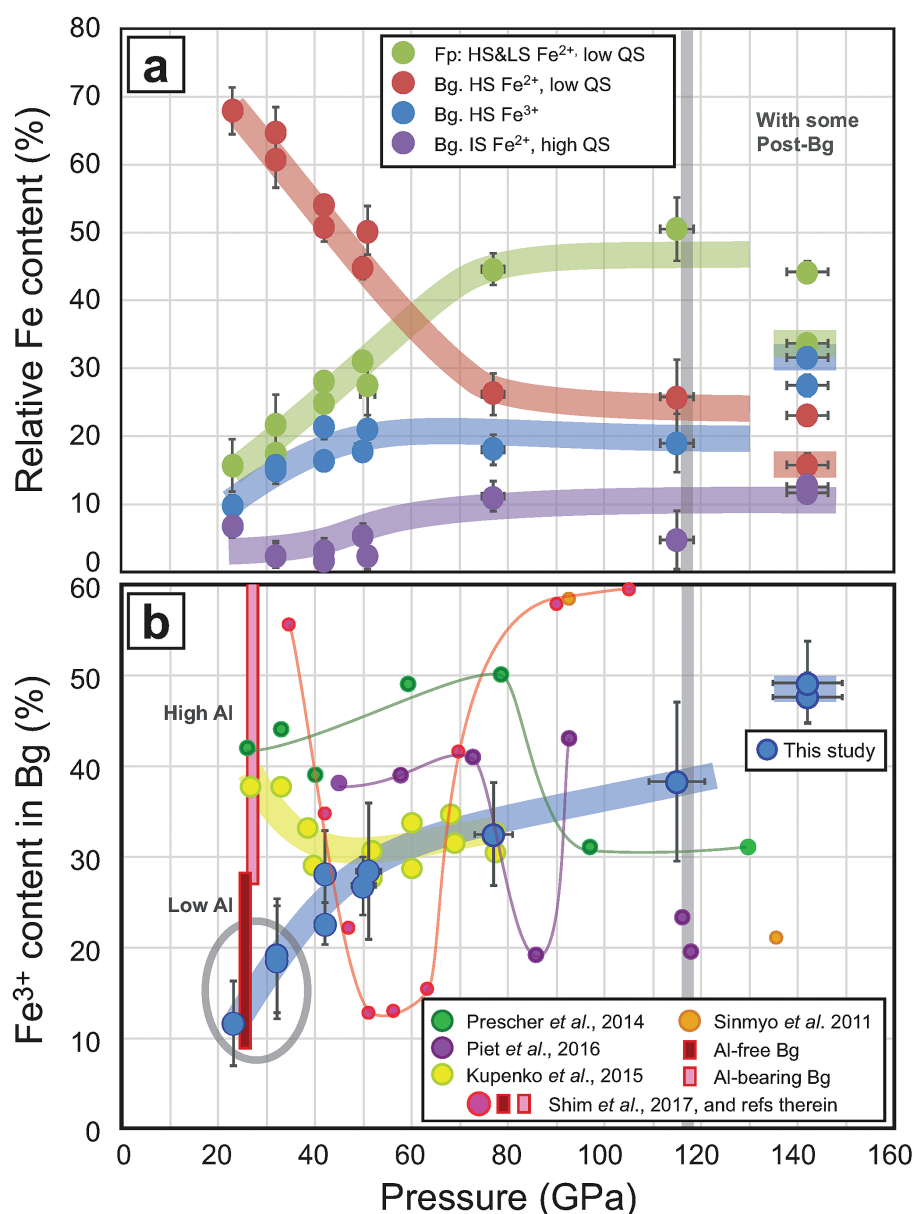 80
70
60
50
40
30
20
10
0
Relative Fe content (%)
a
Fp: HS&LS Fe²⁺, low QS
Bg. HS Fe²⁺, low QS
Bg. HS Fe³⁺
Bg. IS Fe²⁺, high QS
With some
Post-Bg
60
50
40
30
20
10
0
Fe³⁺ content in Bg (%)
b
High Al
Low Al
This study
Prescher et al., 2014
Sinmyo et al. 2011
Piet et al., 2016
Al-free Bg
Kupenko et al., 2015
Al-bearing Bg
Shim et al., 2017, and refs therein
0 20 40 60 80 100 120 140 160
Pressure (GPa)